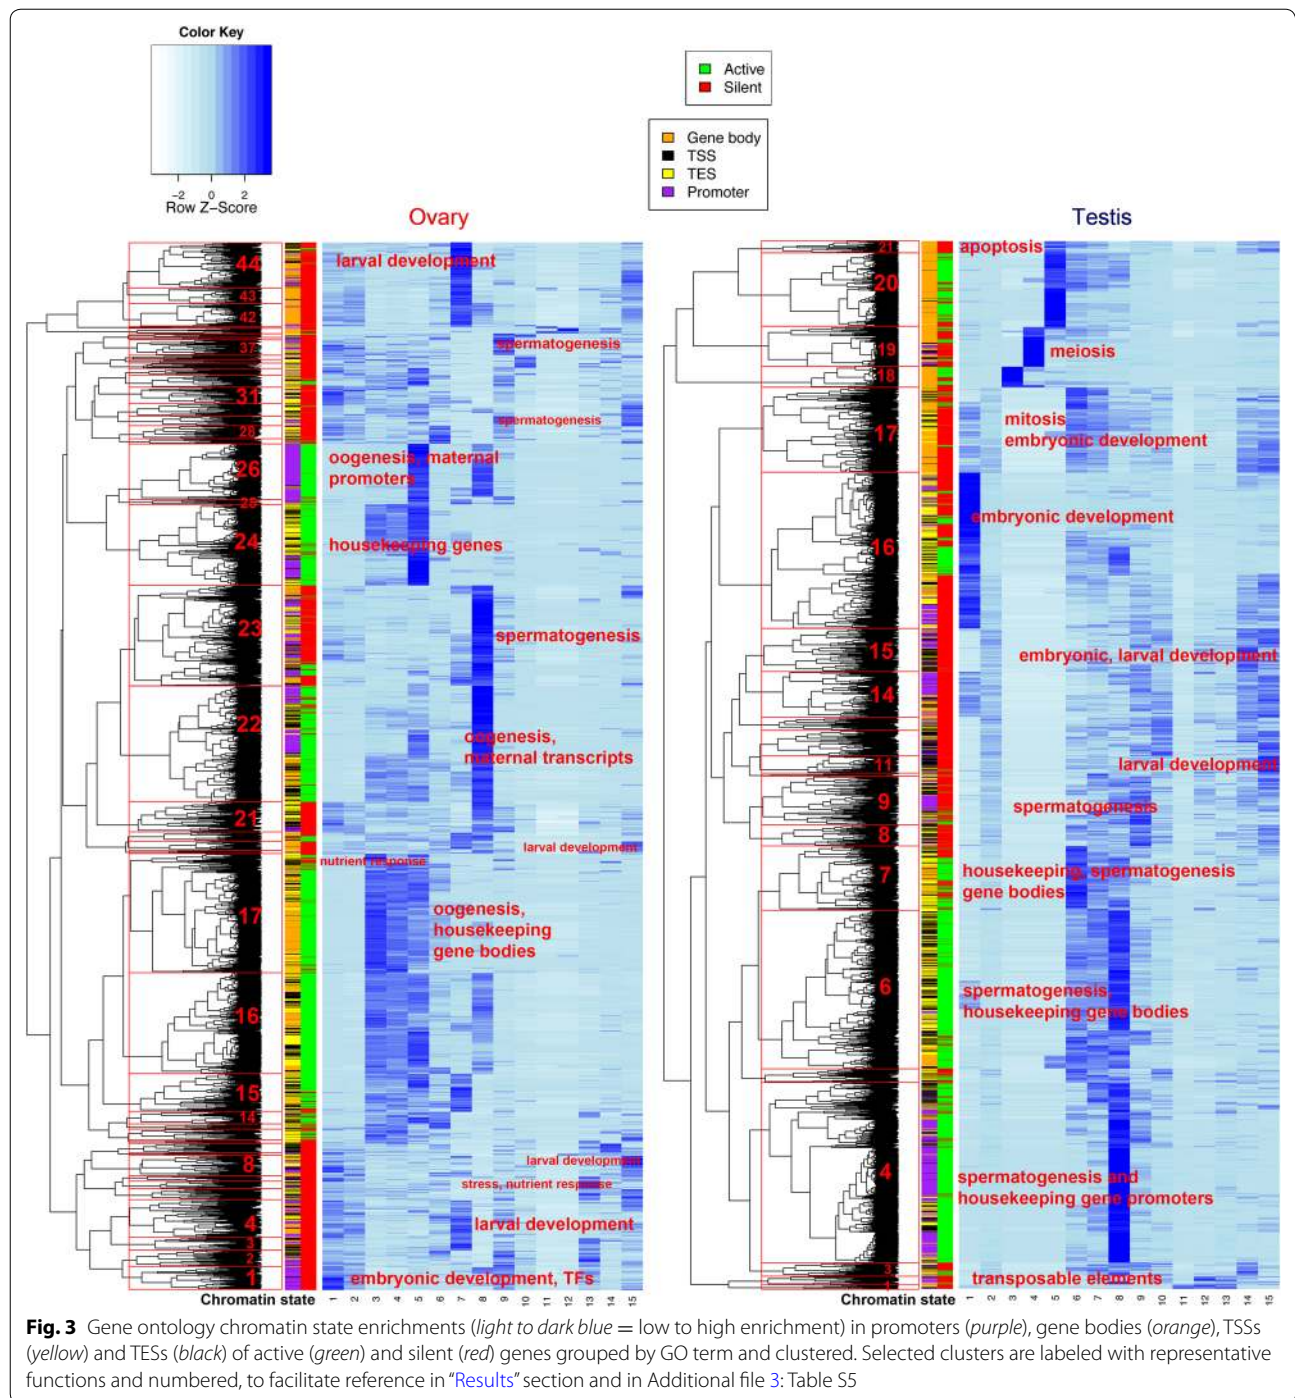 Color Key
−2 0 2
Row Z−Score
Active
Silent
Gene body
TSS
TES
Promoter
Ovary
44
43
42
37
31
28
26
25
24
23
22
21
17
16
15
14
8
4
3
2
1
larval development
spermatogenesis
spermatogenesis
oogenesis, maternal
promoters
housekeeping genes
spermatogenesis
oogenesis,
maternal transcripts
larval development
nutrient response
oogenesis,
housekeeping
gene bodies
larval development
stress, nutrient response
larval development
embryonic development, TFs
Chromatin state
1 2 3 4 5 6 7 8 9 10 11 12 13 14 15
Testis
21
20
19
18
17
16
15
14
11
9
8
7
6
4
3
1
apoptosis
meiosis
mitosis
embryonic development
embryonic development
embryonic, larval development
larval development
spermatogenesis
housekeeping, spermatogenesis
gene bodies
spermatogenesis,
housekeeping gene bodies
spermatogenesis and
housekeeping gene promoters
transposable elements
Chromatin state
1 2 3 4 5 6 7 8 9 10 11 12 13 14 15
Fig. 3 Gene ontology chromatin state enrichments (light to dark blue = low to high enrichment) in promoters (purple), gene bodies (orange), TSSs
(yellow) and TESs (black) of active (green) and silent (red) genes grouped by GO term and clustered. Selected clusters are labeled with representative
functions and numbered, to facilitate reference in “Results” section and in Additional file 3: Table S5